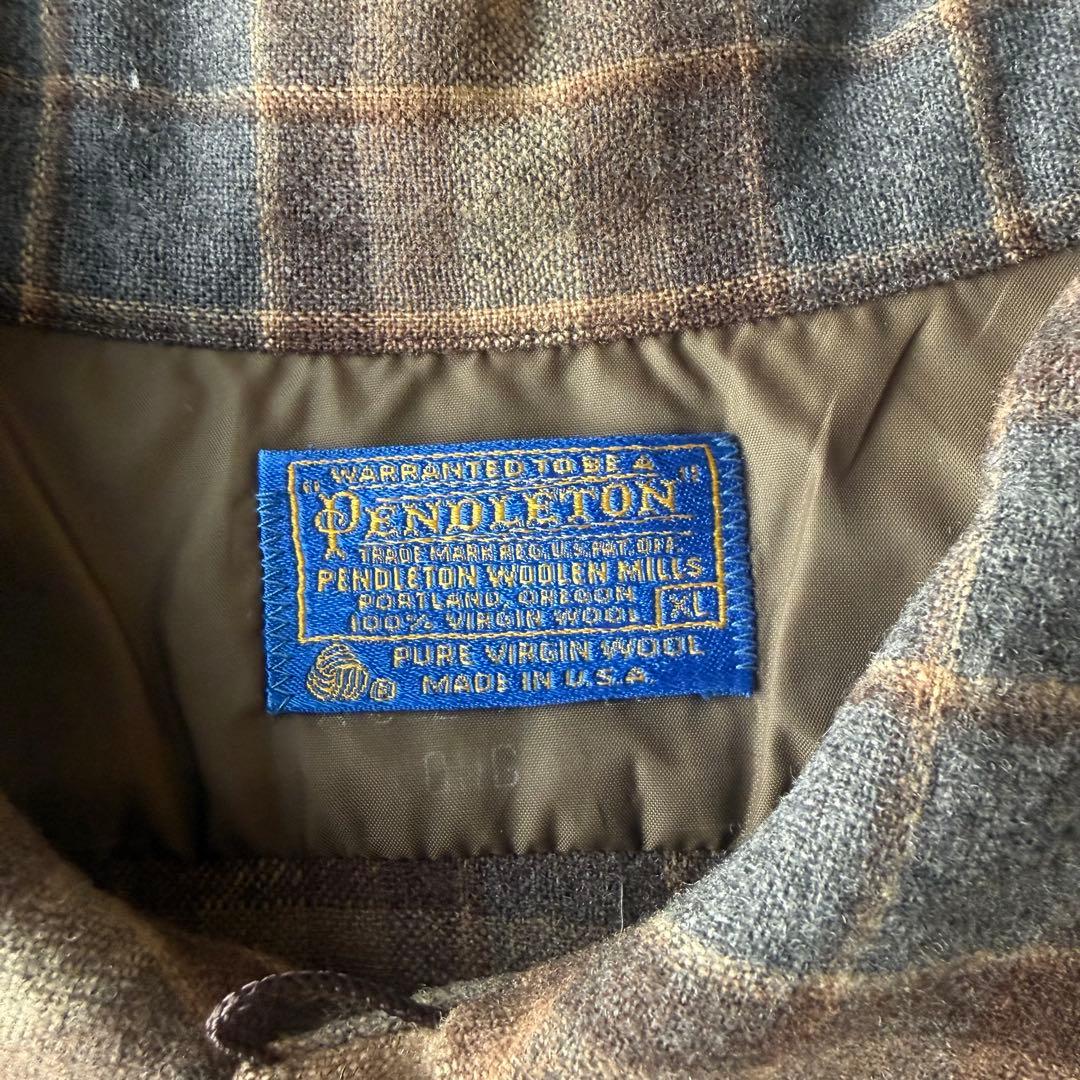 WARRANTED TO BE A
"PENDLETON"
TRADE MARK REG. U.S. PAT. OFF.
PENDLETON WOOLEN MILLS
PORTLAND, OREGON
100% VIRGIN WOOL XL
PURE VIRGIN WOOL
® MADE IN U.S.A.